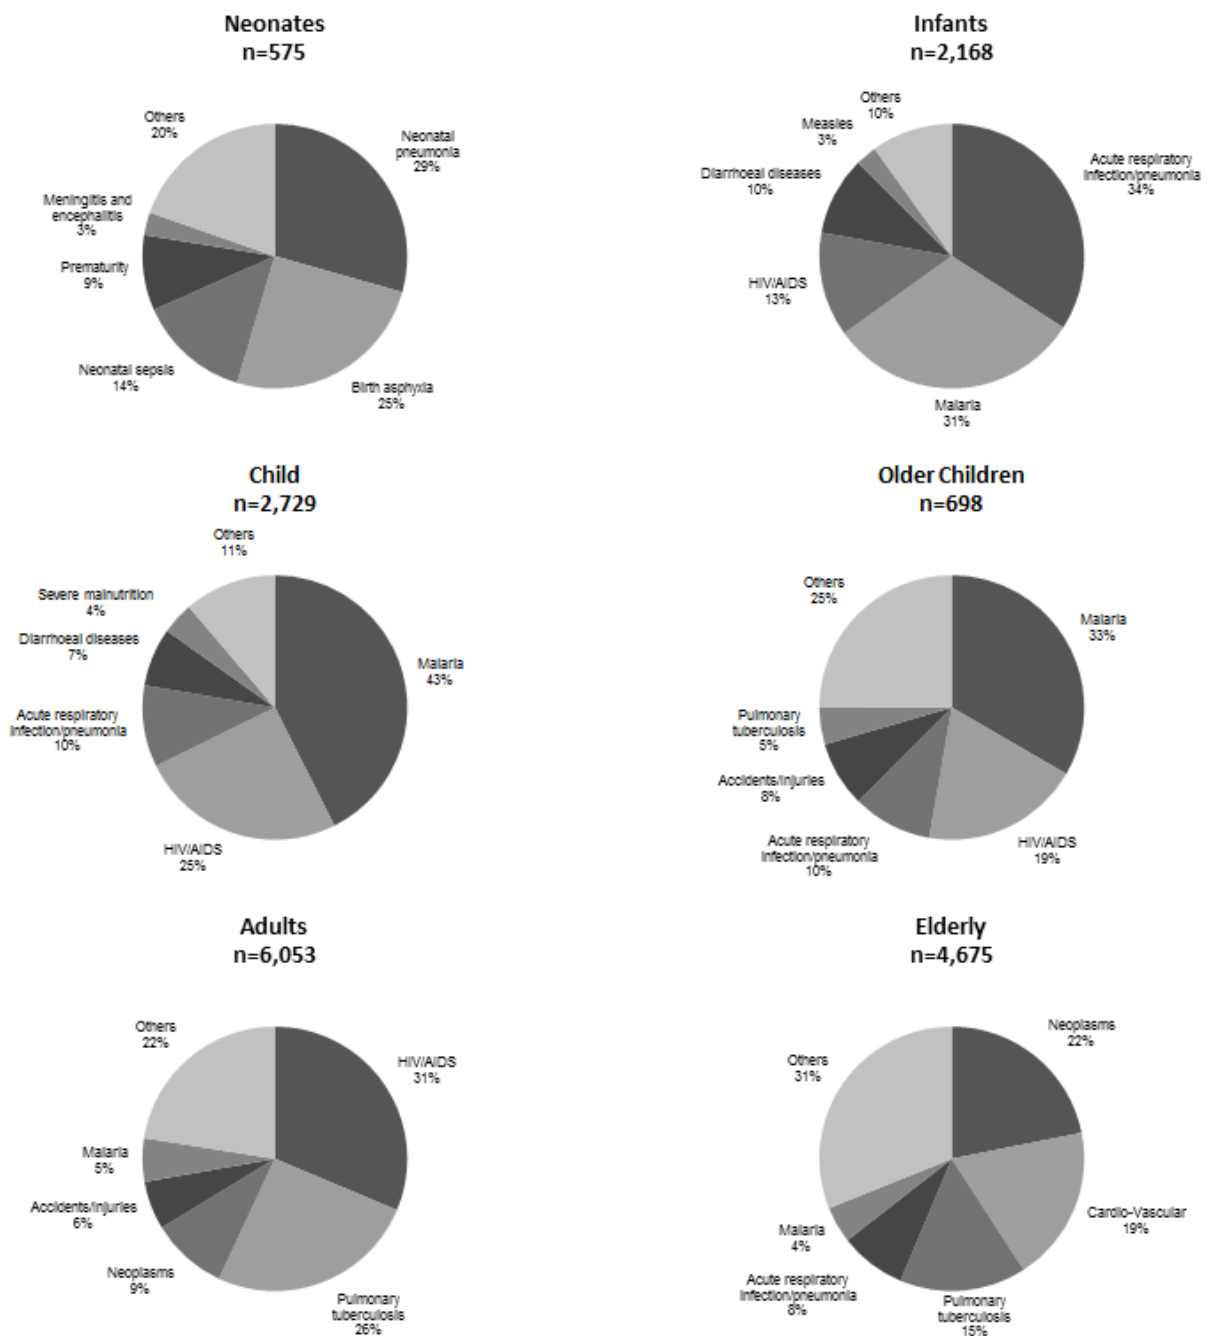 Neonates
n=575
Others
20%
Neonatal
pneumonia
29%
Meningitis and
encephalitis
3%
Prematurity
9%
Neonatal sepsis
14%
Birth asphyxia
25%
Infants
n=2,168
Others
10%
Measles
3%
Diarrhoeal diseases
10%
Acute respiratory
infection/pneumonia
34%
HIV/AIDS
13%
Malaria
31%
Child
n=2,729
Others
11%
Severe malnutrition
4%
Diarrhoeal diseases
7%
Malaria
43%
Acute respiratory
infection/pneumonia
10%
HIV/AIDS
25%
Older Children
n=698
Others
25%
Malaria
33%
Pulmonary
tuberculosis
5%
Accidents/injuries
8%
Acute respiratory
infection/pneumonia
10%
HIV/AIDS
19%
Adults
n=6,053
Others
22%
HIV/AIDS
31%
Malaria
5%
Accidents/injuries
6%
Neoplasms
9%
Pulmonary
tuberculosis
26%
Elderly
n=4,675
Neoplasms
22%
Others
31%
Cardio-Vascular
19%
Malaria
4%
Acute respiratory
infection/pneumonia
8%
Pulmonary
tuberculosis
15%